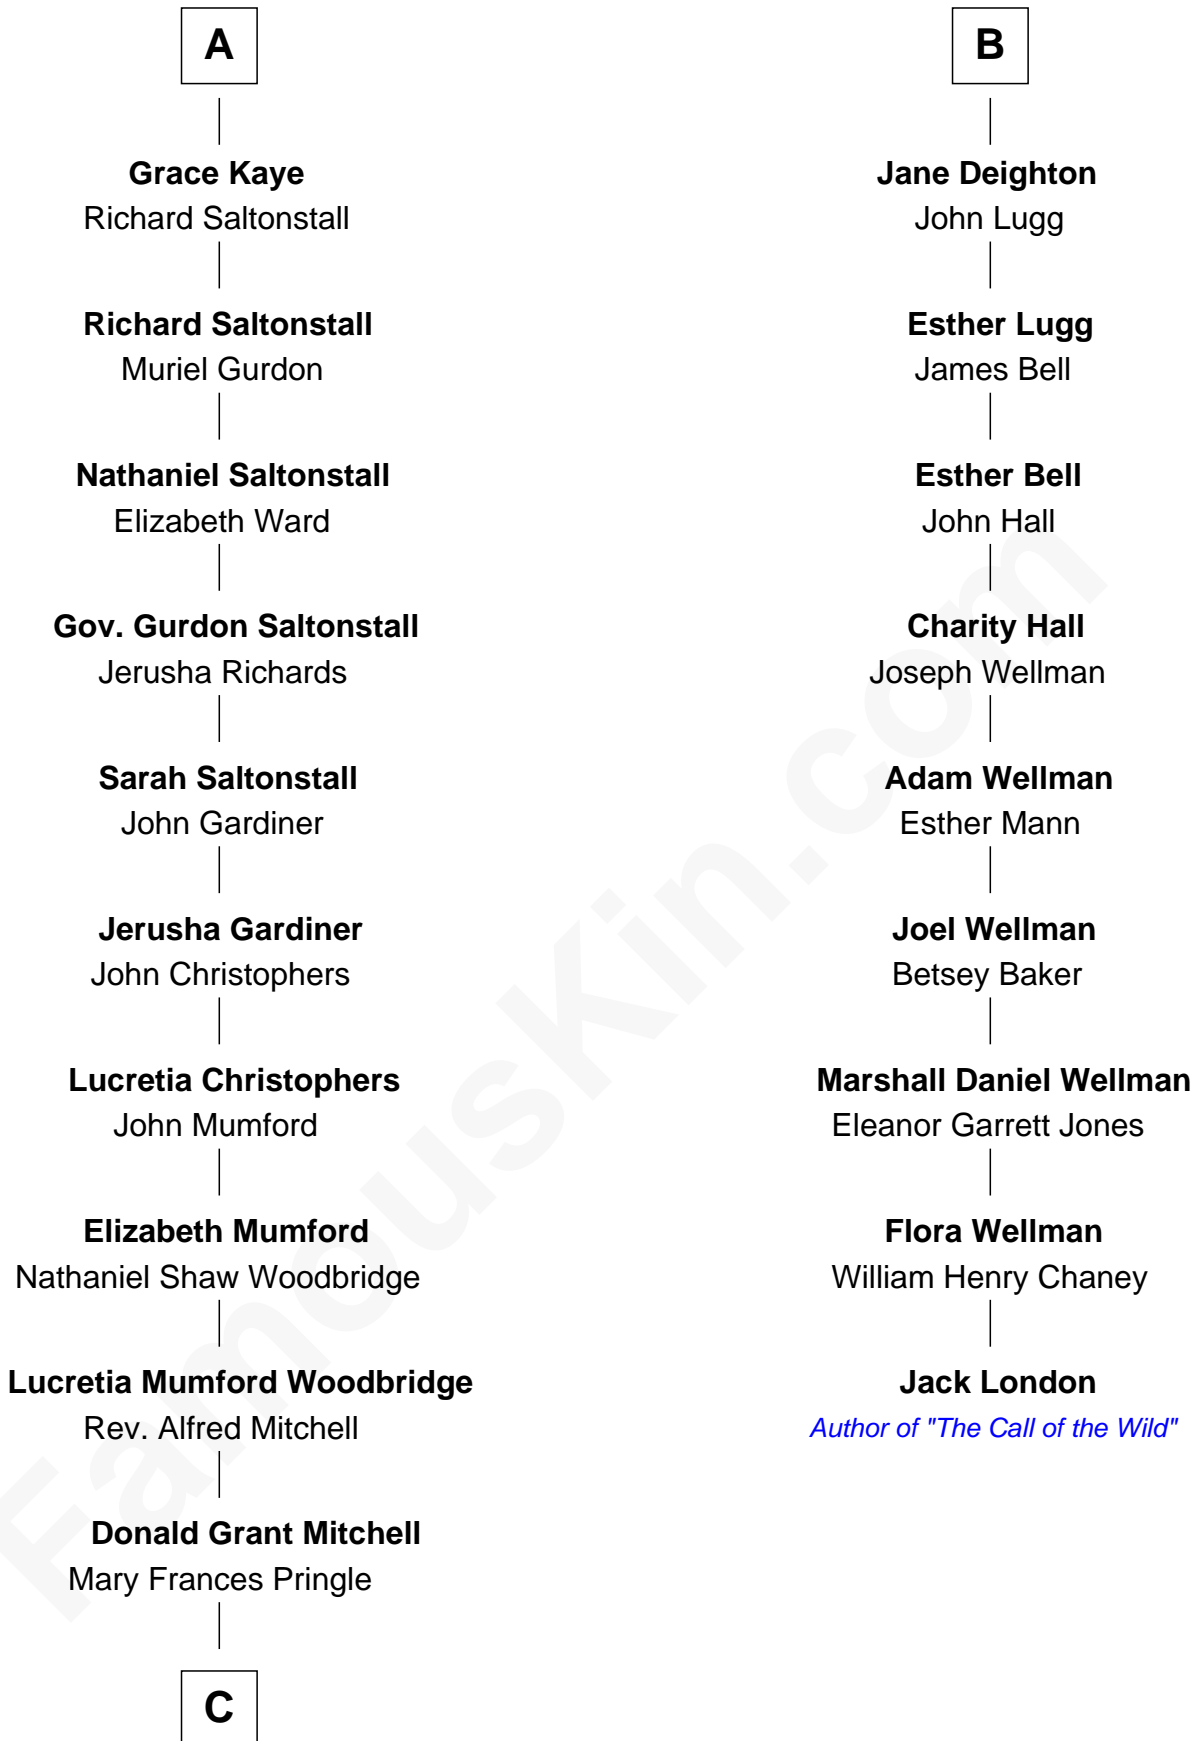 A
Grace Kaye
Richard Saltonstall
Richard Saltonstall
Muriel Gurdon
Nathaniel Saltonstall
Elizabeth Ward
Gov. Gurdon Saltonstall
Jerusha Richards
Sarah Saltonstall
John Gardiner
Jerusha Gardiner
John Christophers
Lucretia Christophers
John Mumford
Elizabeth Mumford
Nathaniel Shaw Woodbridge
Lucretia Mumford Woodbridge
Rev. Alfred Mitchell
Donald Grant Mitchell
Mary Frances Pringle
C
B
Jane Deighton
John Lugg
Esther Lugg
James Bell
Esther Bell
John Hall
Charity Hall
Joseph Wellman
Adam Wellman
Esther Mann
Joel Wellman
Betsey Baker
Marshall Daniel Wellman
Eleanor Garrett Jones
Flora Wellman
William Henry Chaney
Jack London
Author of "The Call of the Wild"
FamousKin.com